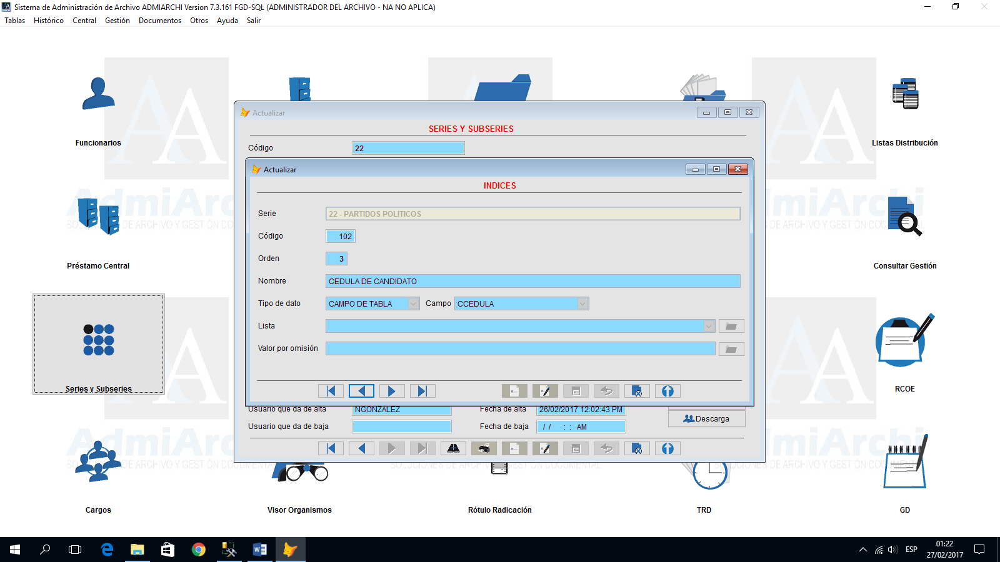 Sistema de Administración de Archivo ADMIARCHI Version 7.3.161 FGD-SQL (ADMINISTRADOR DEL ARCHIVO - NA NO APLICA)
Tablas Histórico Central Gestión Documentos Otros Ayuda Salir
Funcionarios
Listas Distribución
Préstamo Central
Consultar Gestión
Series y Subseries
RCOE
Cargos
Visor Organismos
Rótulo Radicación
TRD
GD
Actualizar
SERIES Y SUBSERIES
Código 22
Actualizar
INDICES
Serie 22 - PARTIDOS POLITICOS
Código 102
Orden 3
Nombre CEDULA DE CANDIDATO
Tipo de dato CAMPO DE TABLA Campo CCEDULA
Lista
Valor por omisión
Usuario que da de alta NGONZALEZ Fecha de alta 26/02/2017 12:02:43 PM
Usuario que da de baja Fecha de baja / / : : AM
Descarga
ESP
01:22
27/02/2017